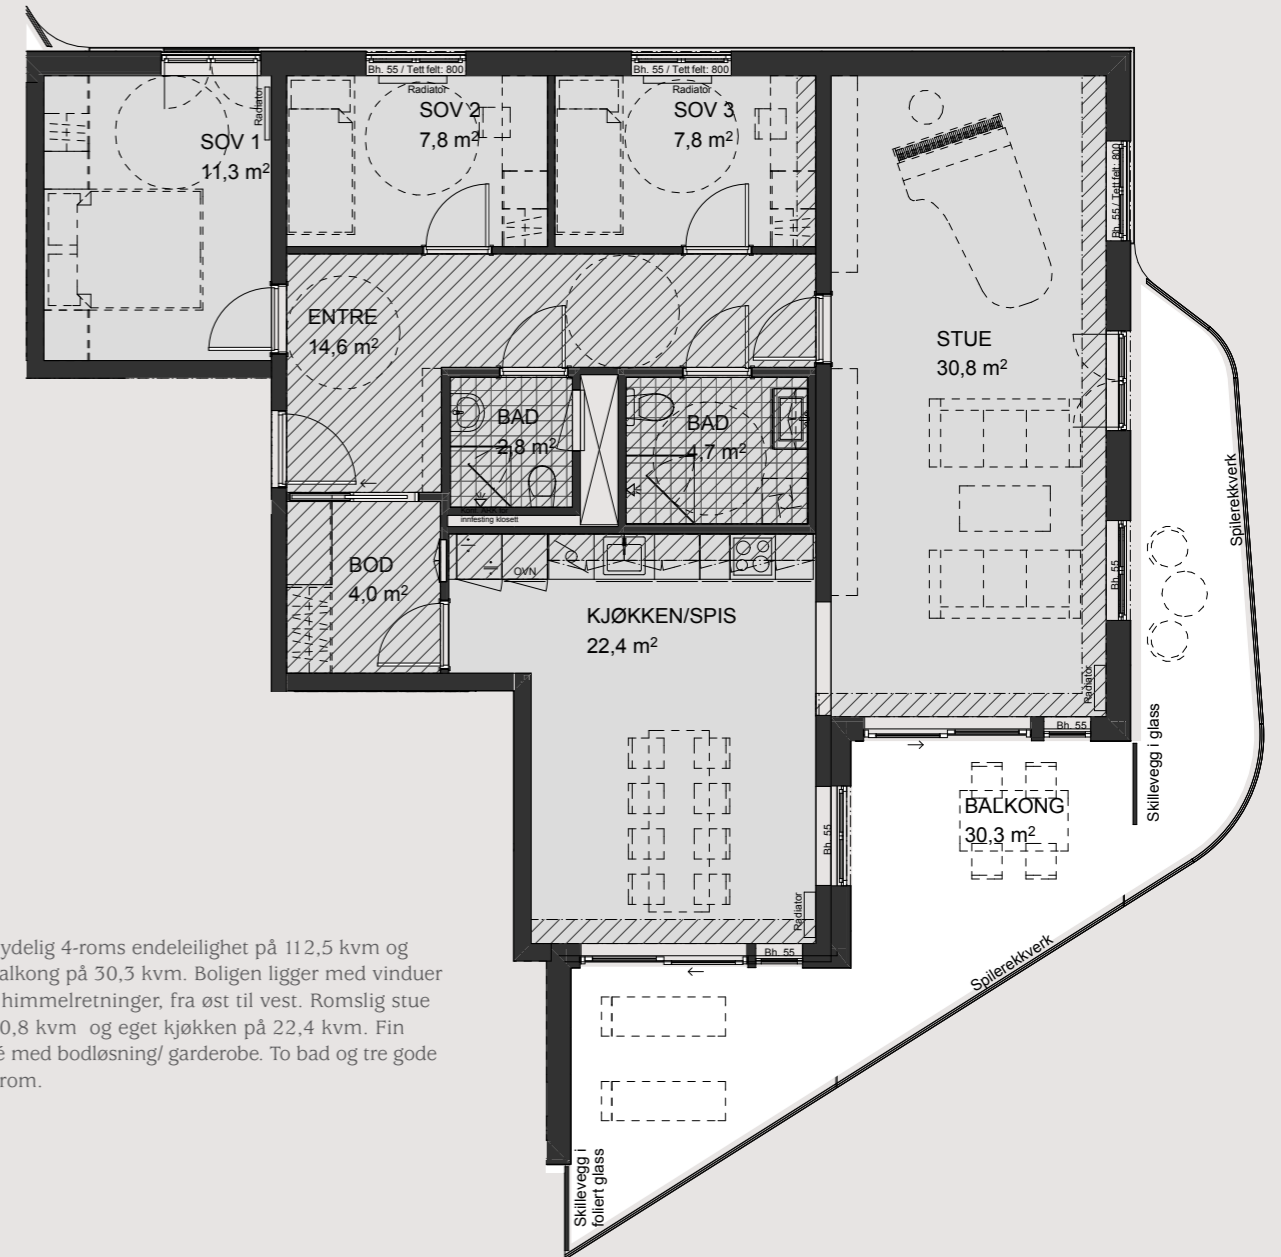 Bh. 55 / Tett felt: 800
Bh. 55 / Tett felt: 800
Radiator
Radiator
Radiator
SOV 1
11,3 m²
SOV 2
7,8 m²
SOV 3
7,8 m²
Bh. 55 / Tett felt: 800
ENTRE
14,6 m²
STUE
30,8 m²
BAD
2,8 m²
BAD
4,7 m²
innfesting klosett
OVN
BOD
4,0 m²
KJØKKEN/SPIS
22,4 m²
Bh. 55
Spilerekkverk
Radiator
Bh. 55
Skillevegg i glass
BALKONG
30,3 m²
Bh. 55
Radiator
Bh. 55
Spilerekkverk
ydelig 4-roms endeleilighet på 112,5 kvm og
alkong på 30,3 kvm. Boligen ligger med vinduer
himmelretninger, fra øst til vest. Romslig stue
0,8 kvm og eget kjøkken på 22,4 kvm. Fin
é med bodløsning/ garderobe. To bad og tre gode
rom.
Skillevegg i
foliert glass